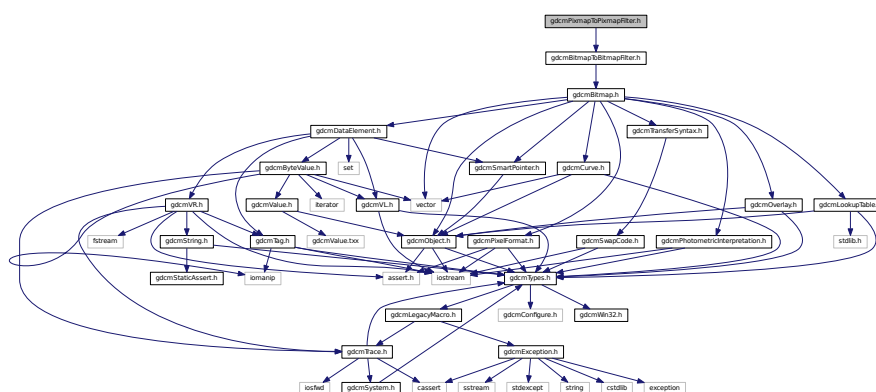 gdcmPixmapToPixmapFilter.h
gdcmBitmapToBitmapFilter.h
gdcmBitmap.h
gdcmDataElement.h
gdcmTransferSyntax.h
gdcmByteValue.h
set
gdcmSmartPointer.h
gdcmCurve.h
gdcmVR.h
gdcmValue.h
iterator
gdcmVL.h
vector
gdcmOverlay.h
gdcmLookupTable.
fstream
gdcmString.h
gdcmTag.h
gdcmValue.txx
gdcmObject.h
gdcmPixelFormat.h
gdcmSwapCode.h
gdcmPhotometricInterpretation.h
stdlib.h
gdcmStaticAssert.h
iomanip
assert.h
iostream
gdcmTypes.h
gdcmLegacyMacro.h
gdcmConfigure.h
gdcmWin32.h
gdcmTrace.h
gdcmException.h
iosfwd
gdcmSystem.h
cassert
sstream
stdexcept
string
cstdlib
exception